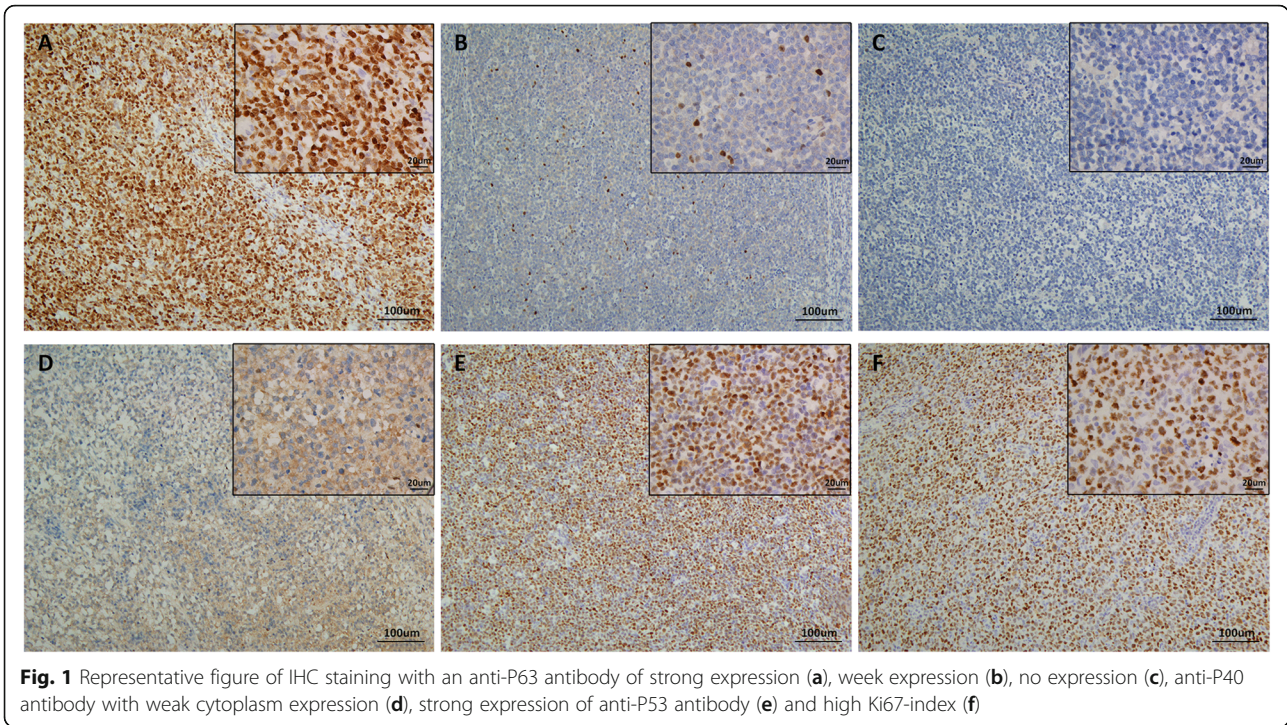 A
20um
100um
B
20um
100um
C
20um
100um
D
20um
100um
E
20um
100um
F
20um
100um
Fig. 1 Representative figure of IHC staining with an anti-P63 antibody of strong expression (a), week expression (b), no expression (c), anti-P40
antibody with weak cytoplasm expression (d), strong expression of anti-P53 antibody (e) and high Ki67-index (f)